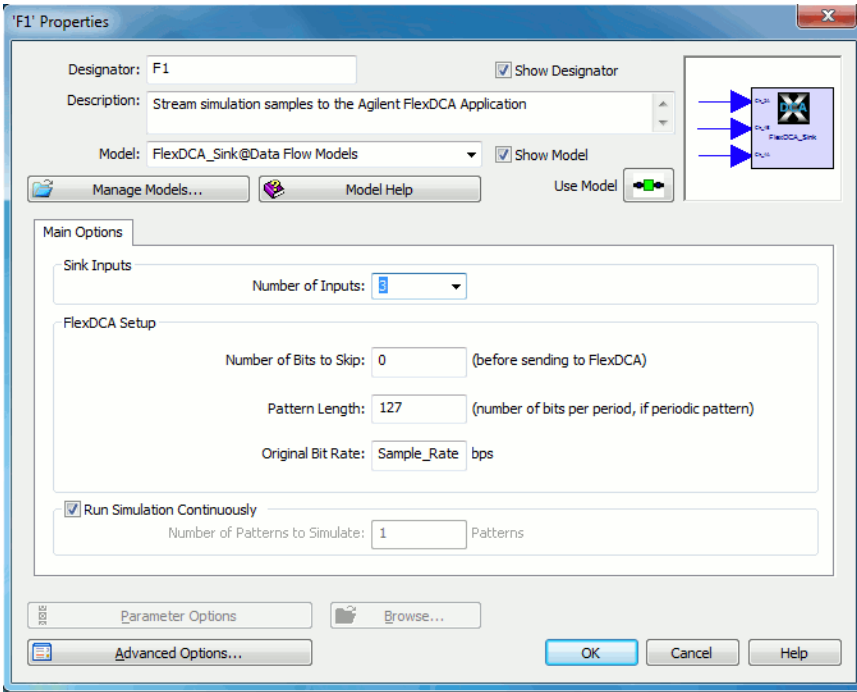 'F1' Properties
Designator: F1
Show Designator
Description: Stream simulation samples to the Agilent FlexDCA Application
Model: FlexDCA_Sink@Data Flow Models
Show Model
Manage Models...
Model Help
Use Model
DCA
FlexDCA_Sink
Main Options
Sink Inputs
Number of Inputs: 3
FlexDCA Setup
Number of Bits to Skip: 0 (before sending to FlexDCA)
Pattern Length: 127 (number of bits per period, if periodic pattern)
Original Bit Rate: Sample_Rate bps
Run Simulation Continuously
Number of Patterns to Simulate: 1 Patterns
Parameter Options
Browse...
Advanced Options...
OK
Cancel
Help